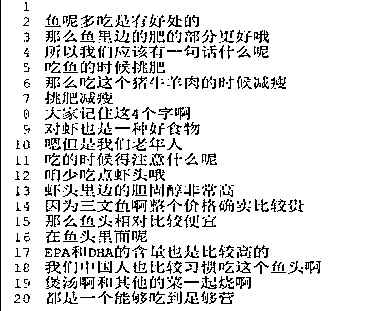 1
2 鱼呢多吃是有好处的
3 那么鱼里边的肥的部分更好哦
4 所以我们应该有一句话什么呢
5 吃鱼的时候挑肥
6 那么吃这个猪牛羊肉的时候减瘦
7 挑肥减瘦
8 大家记住这4个字啊
9 对虾也是一种好食物
10 嗯但是我们老年人
11 吃的时候得注意什么呢
12 咱少吃点虾头哦
13 虾头里边的胆固醇非常高
14 因为三文鱼啊整个价格确实比较贵
15 那么鱼头相对比较便宜
16 在鱼头里面呢
17 EPA和DHA的含量也是比较高的
18 我们中国人也比较习惯吃这个鱼头啊
19 煲汤啊和其他的菜一起烧啊
20 都是一个能够吃到足够营